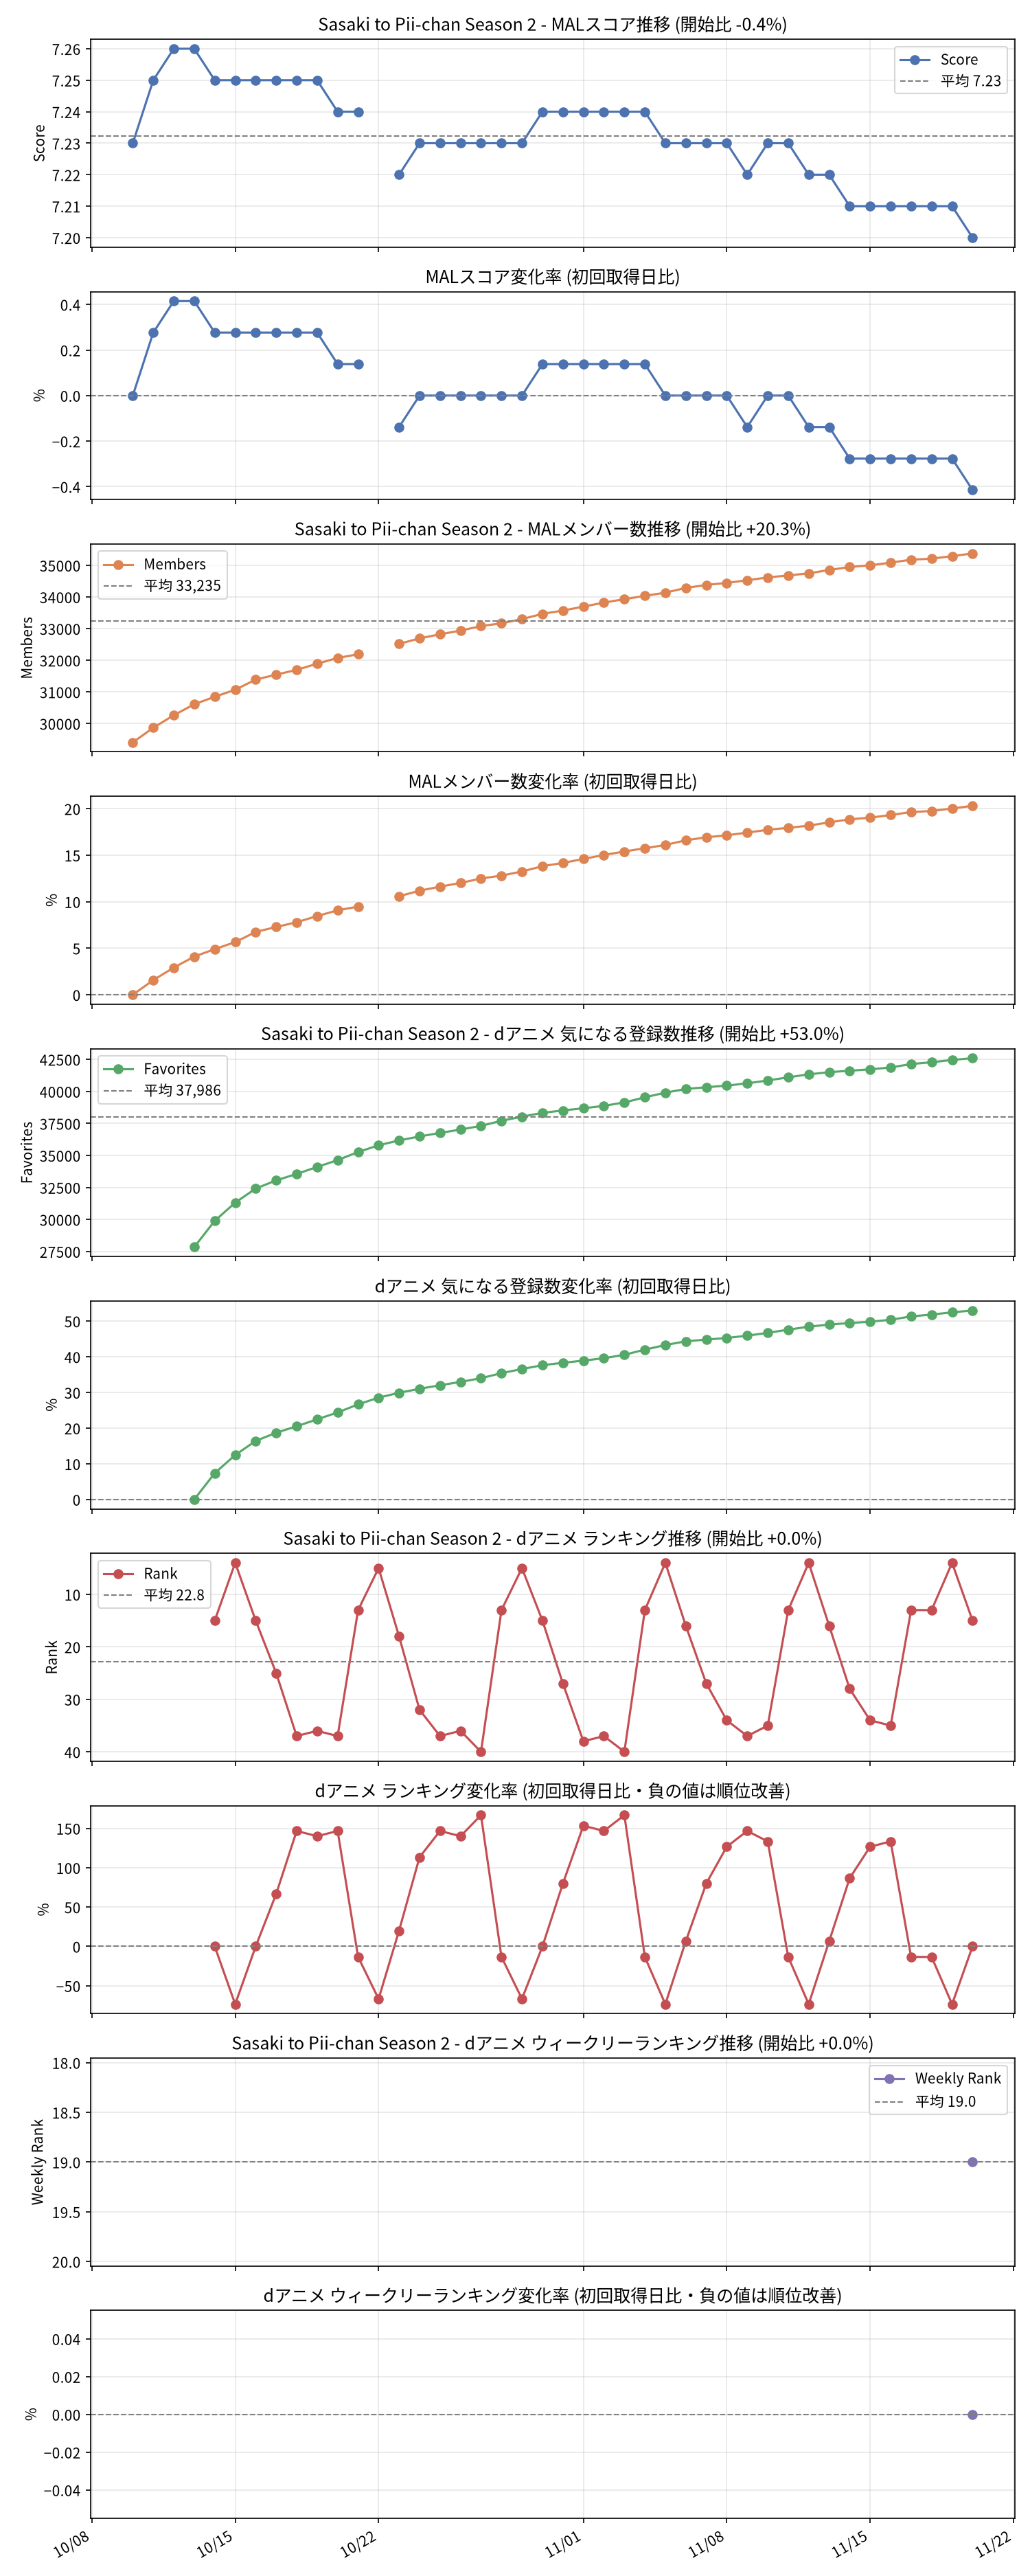 Sasaki to Pii-chan Season 2 - MALスコア推移 (開始比 -0.4%)
7.26
7.25
7.24
7.23
7.22
7.21
7.20
Score
Score
平均 7.23
MALスコア変化率 (初回取得日比)
0.4
0.2
0.0
−0.2
−0.4
%
Sasaki to Pii-chan Season 2 - MALメンバー数推移 (開始比 +20.3%)
35000
34000
33000
32000
31000
30000
Members
Members
平均 33,235
MALメンバー数変化率 (初回取得日比)
20
15
10
5
0
%
Sasaki to Pii-chan Season 2 - dアニメ 気になる登録数推移 (開始比 +53.0%)
42500
40000
37500
35000
32500
30000
27500
Favorites
Favorites
平均 37,986
dアニメ 気になる登録数変化率 (初回取得日比)
50
40
30
20
10
0
%
Sasaki to Pii-chan Season 2 - dアニメ ランキング推移 (開始比 +0.0%)
10
20
30
40
Rank
Rank
平均 22.8
dアニメ ランキング変化率 (初回取得日比・負の値は順位改善)
150
100
50
0
−50
%
Sasaki to Pii-chan Season 2 - dアニメ ウィークリーランキング推移 (開始比 +0.0%)
18.0
18.5
19.0
19.5
20.0
Weekly Rank
Weekly Rank
平均 19.0
dアニメ ウィークリーランキング変化率 (初回取得日比・負の値は順位改善)
0.04
0.02
0.00
−0.02
−0.04
%
10/08
10/15
10/22
11/01
11/08
11/15
11/22